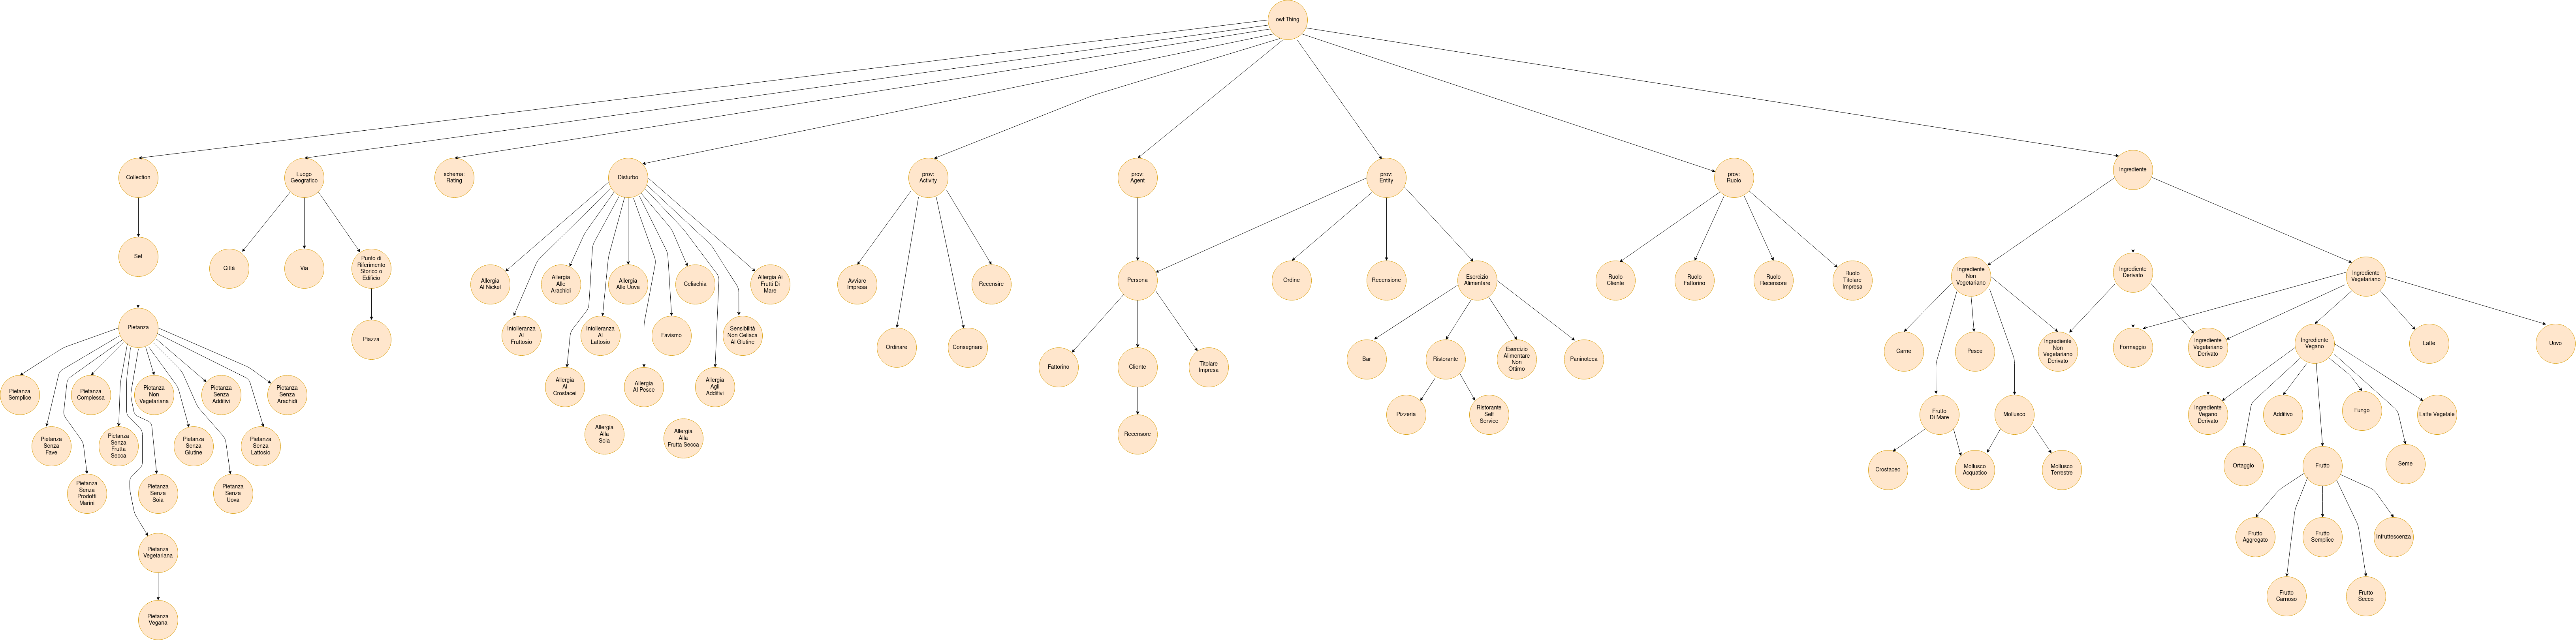 owl:Thing
Collection
Luogo
Geografico
schema:
Rating
Disturbo
prov:
Activity
prov:
Agent
prov:
Entity
prov:
Ruolo
Ingrediente
Set
Città
Via
Punto di
Riferimento
Storico o
Edificio
Allergia
Al Nickel
Allergia
Alle
Arachidi
Allergia
Alle Uova
Celiachia
Allergia Ai
Frutti Di
Mare
Avviare
Impresa
Recensire
Persona
Ordine
Recensione
Esercizio
Alimentare
Ruolo
Cliente
Ruolo
Fattorino
Ruolo
Recensore
Ruolo
Titolare
Impresa
Ingrediente
Non
Vegetariano
Ingrediente
Derivato
Ingrediente
Vegetariano
Pietanza
Piazza
Intolleranza
Ai
Fruttosio
Intolleranza
Al
Lattosio
Favismo
Sensibilità
Non Celiaca
Al Glutine
Ordinare
Consegnare
Fattorino
Cliente
Titolare
Impresa
Bar
Ristorante
Esercizio
Alimentare
Non
Ottimo
Paninoteca
Carne
Pesce
Ingrediente
Non
Vegetariano
Derivato
Formaggio
Ingrediente
Vegetariano
Derivato
Ingrediente
Vegano
Latte
Uovo
Pietanza
Semplice
Pietanza
Complessa
Pietanza
Non
Vegetariana
Pietanza
Senza
Additivi
Pietanza
Senza
Arachidi
Allergia
Ai
Crostacei
Allergia
Al Pesce
Allergia
Agli
Additivi
Pizzeria
Ristorante
Self
Service
Frutto
Di Mare
Mollusco
Ingrediente
Vegano
Derivato
Additivo
Fungo
Latte Vegetale
Pietanza
Senza
Fave
Pietanza
Senza
Frutta
Secca
Pietanza
Senza
Glutine
Pietanza
Senza
Lattosio
Allergia
Alla
Soia
Allergia
Alla
Frutta Secca
Recensore
Crostaceo
Mollusco
Acquatico
Mollusco
Terrestre
Ortaggio
Frutto
Seme
Pietanza
Senza
Prodotti
Marini
Pietanza
Senza
Soia
Pietanza
Senza
Uova
Frutto
Aggregato
Frutto
Semplice
Infruttescenza
Pietanza
Vegetariana
Frutto
Carnoso
Frutto
Secco
Pietanza
Vegana